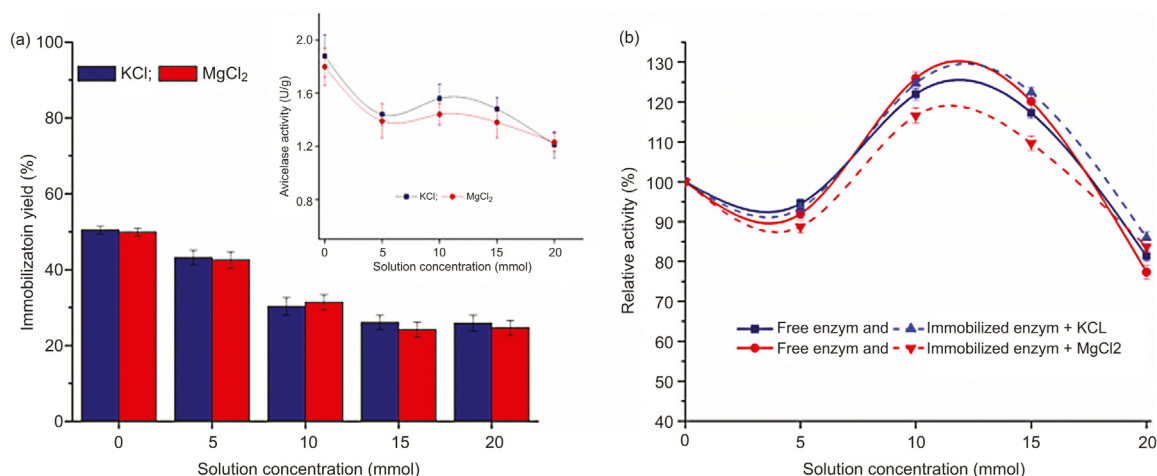 (a)
100
80
60
40
20
0
Immobilizatoin yield (%)
KCl; MgCl2
0 5 10 15 20
Solution concentration (mmol)
2.0
1.6
1.2
0.8
Avicelase activity (U/g)
KCl; MgCl2
0 5 10 15 20
Solution concentration (mmol)
(b)
130
120
110
100
90
80
70
60
50
40
Relative activity (%)
Free enzym and Immobilized enzym + KCL
Free enzym and Immobilized enzym + MgCl2
0 5 10 15 20
Solution concentration (mmol)